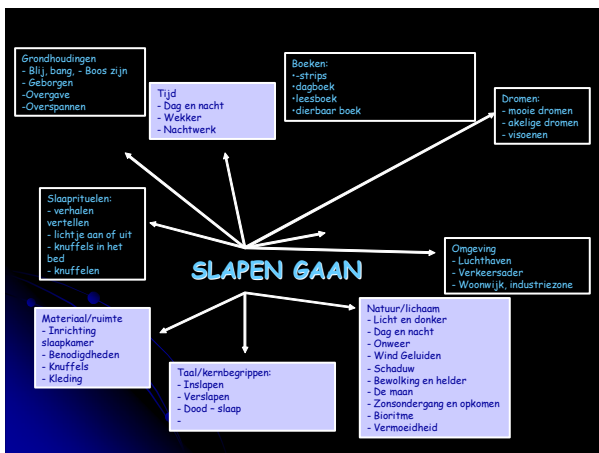 Grondhoudingen
- Blij, bang, - Boos zijn
- Geborgen
-Overgave
-Overspannen
Tijd
- Dag en nacht
- Wekker
- Nachtwerk
Boeken:
•-strips
•dagboek
•leesboek
•dierbaar boek
Dromen:
- mooie dromen
- akelige dromen
- visoenen
Slaaprituelen:
- verhalen
vertellen
- lichtje aan of uit
- knuffels in het
bed
- knuffelen
SLAPEN GAAN
Omgeving
- Luchthaven
- Verkeersader
- Woonwijk, industriezone
Materiaal/ruimte
- Inrichting
slaapkamer
- Benodigdheden
- Knuffels
- Kleding
Taal/kernbegrippen:
- Inslapen
- Verslapen
- Dood – slaap
-
Natuur/lichaam
- Licht en donker
- Dag en nacht
- Onweer
- Wind Geluiden
- Schaduw
- Bewolking en helder
- De maan
- Zonsondergang en opkomen
- Bioritme
- Vermoeidheid